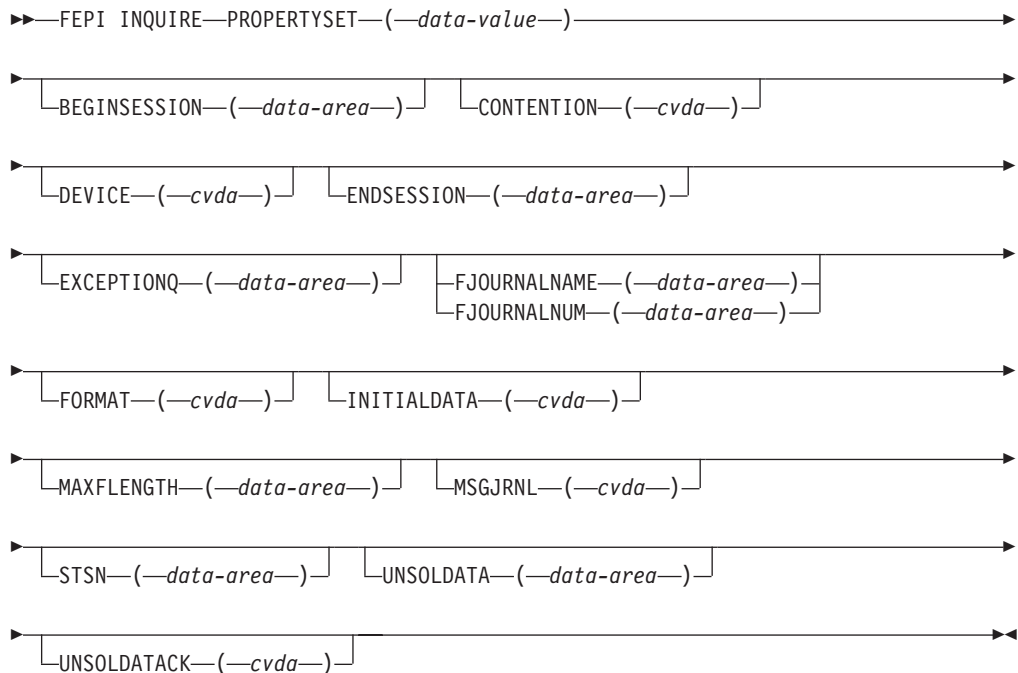 FEPI INQUIRE—PROPERTYSET—(—data-value—)
BEGINSESSION—(—data-area—) CONTENTION—(—cvda—)
DEVICE—(—cvda—) ENDSESSION—(—data-area—)
EXCEPTIONQ—(—data-area—) FJOURNALNAME—(—data-area—)
FJOURNALNUM—(—data-area—)
FORMAT—(—cvda—) INITIALDATA—(—cvda—)
MAXFLENGTH—(—data-area—) MSGJRNL—(—cvda—)
STSN—(—data-area—) UNSOLDATA—(—data-area—)
UNSOLDATACK—(—cvda—)